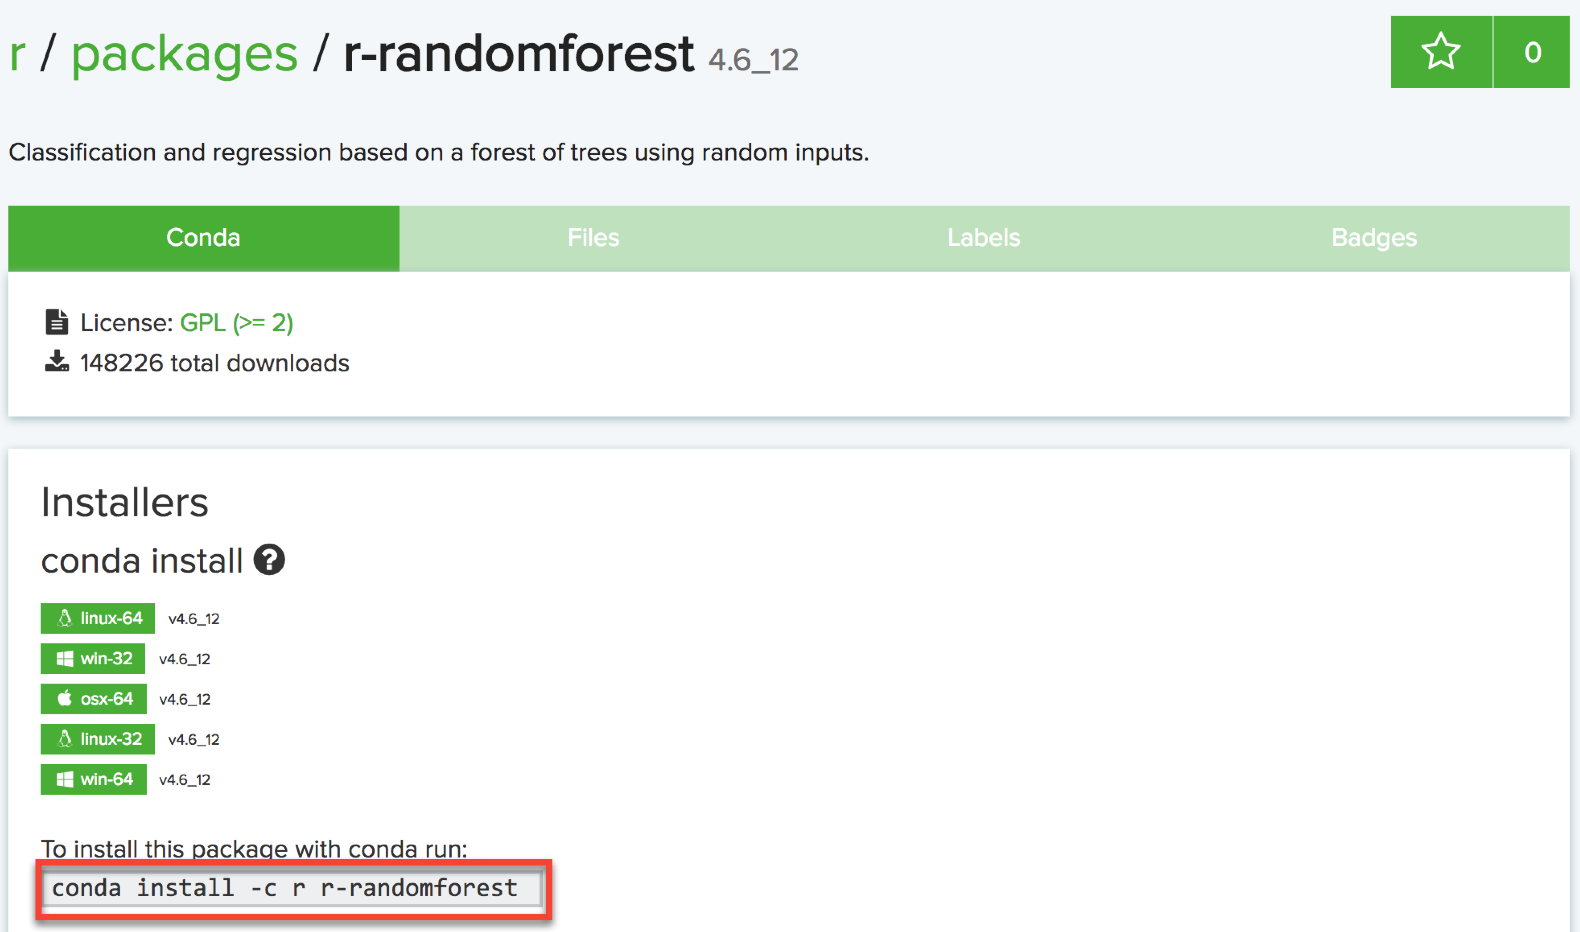 r / packages / r-randomforest 4.6_12
0
Classification and regression based on a forest of trees using random inputs.
Conda Files Labels Badges
License: GPL (>= 2)
148226 total downloads
Installers
conda install ?
linux-64 v4.6_12
win-32 v4.6_12
osx-64 v4.6_12
linux-32 v4.6_12
win-64 v4.6_12
To install this package with conda run:
conda install -c r r-randomforest